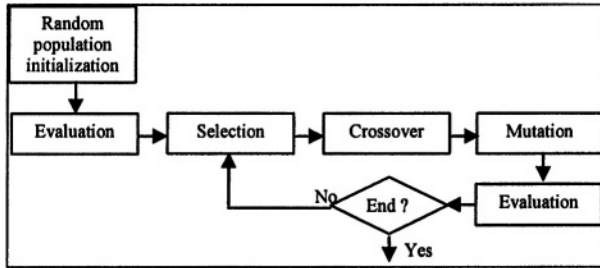 Random
population
initialization
Evaluation
Selection
Crossover
Mutation
Evaluation
End ?
No
Yes